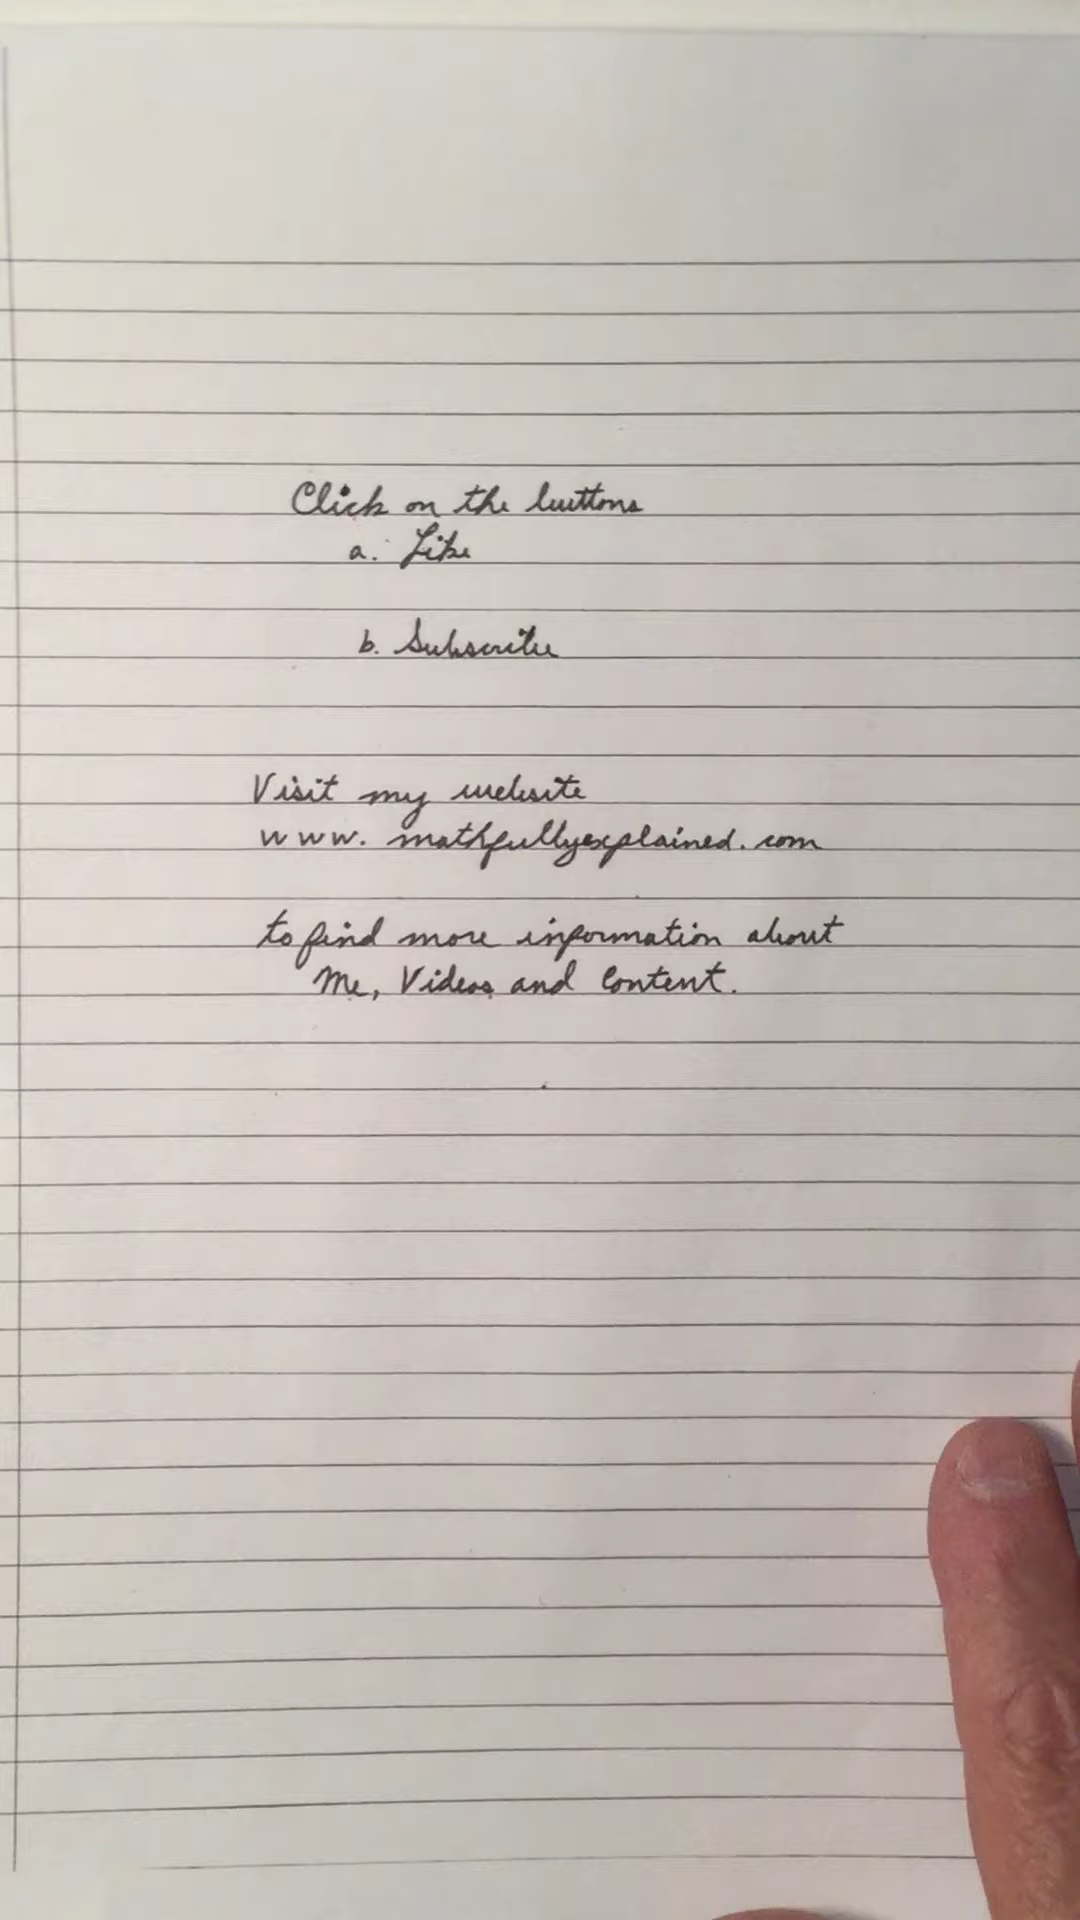 Click on the buttons
a. Like
b. Subscribe
Visit my website
www. mathfullyexplained.com
to find more information about
Me, Videos and Content.